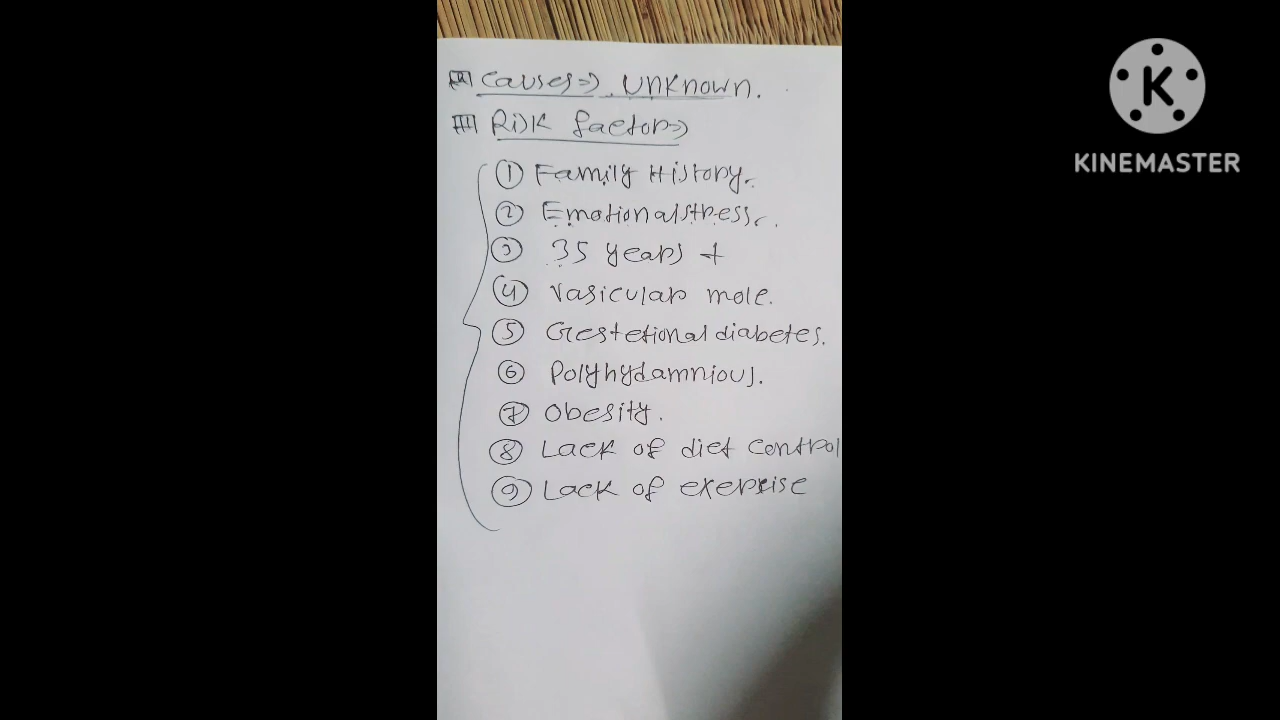 Causes => . Unknown.
Risk factor =>
① Family History.
② Emotional stress.
③ 35 years +
④ Vasicular mole.
⑤ Gestetional diabetes.
⑥ Polyhydamnious.
⑦ Obesity.
⑧ Lack of diet control
⑨ Lack of exercise
K
KINEMASTER